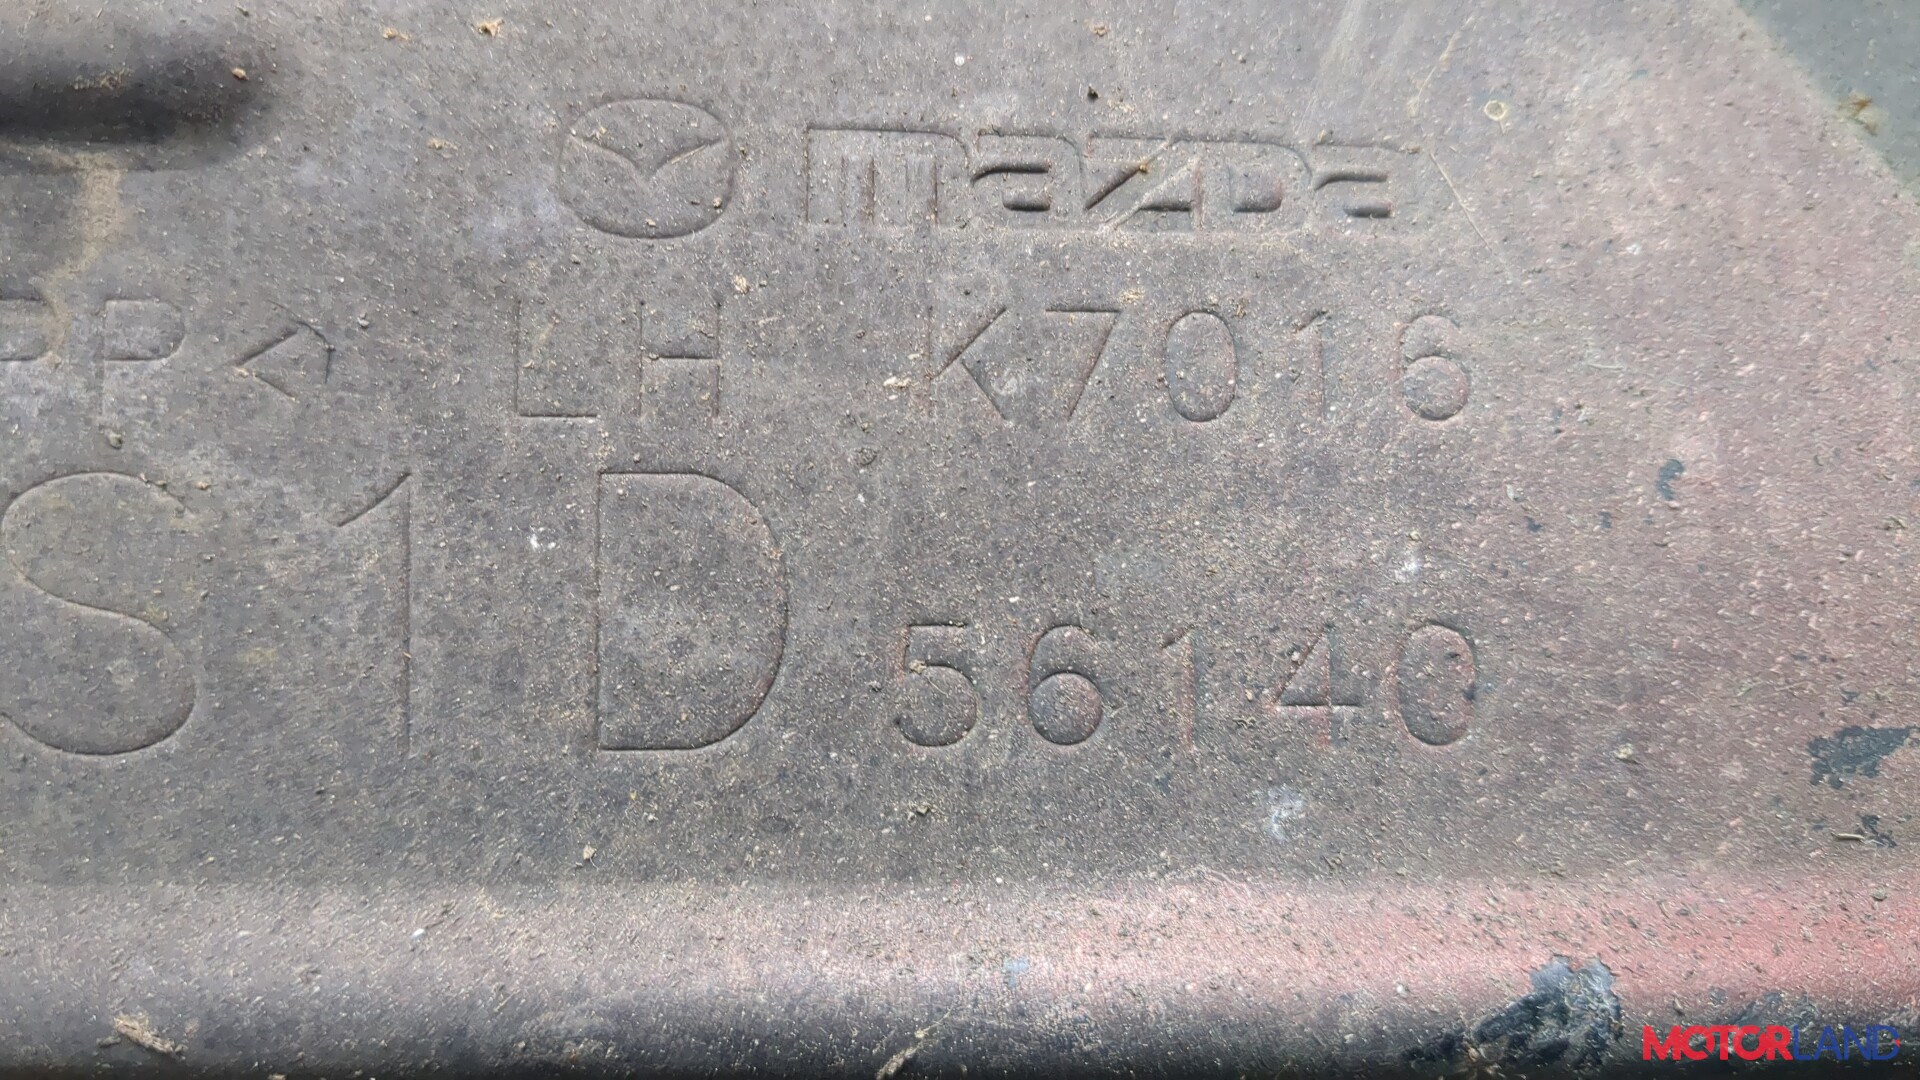 mazda
PP< LH K7016
S1D 56140
MOTORLAND